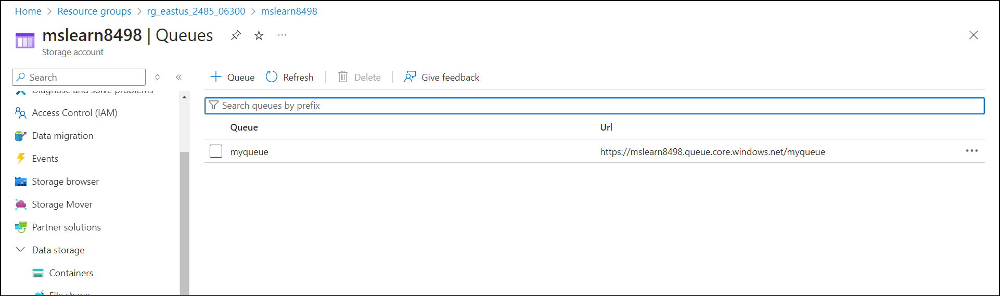 Home > Resource groups > rg_eastus_2485_06300 > mslearn8498
mslearn8498 | Queues
Storage account
Search
Queue Refresh Delete Give feedback
Diagnose and solve problems
Access Control (IAM)
Data migration
Events
Storage browser
Storage Mover
Partner solutions
Data storage
Containers
Search queues by prefix
Queue Url
myqueue https://mslearn8498.queue.core.windows.net/myqueue